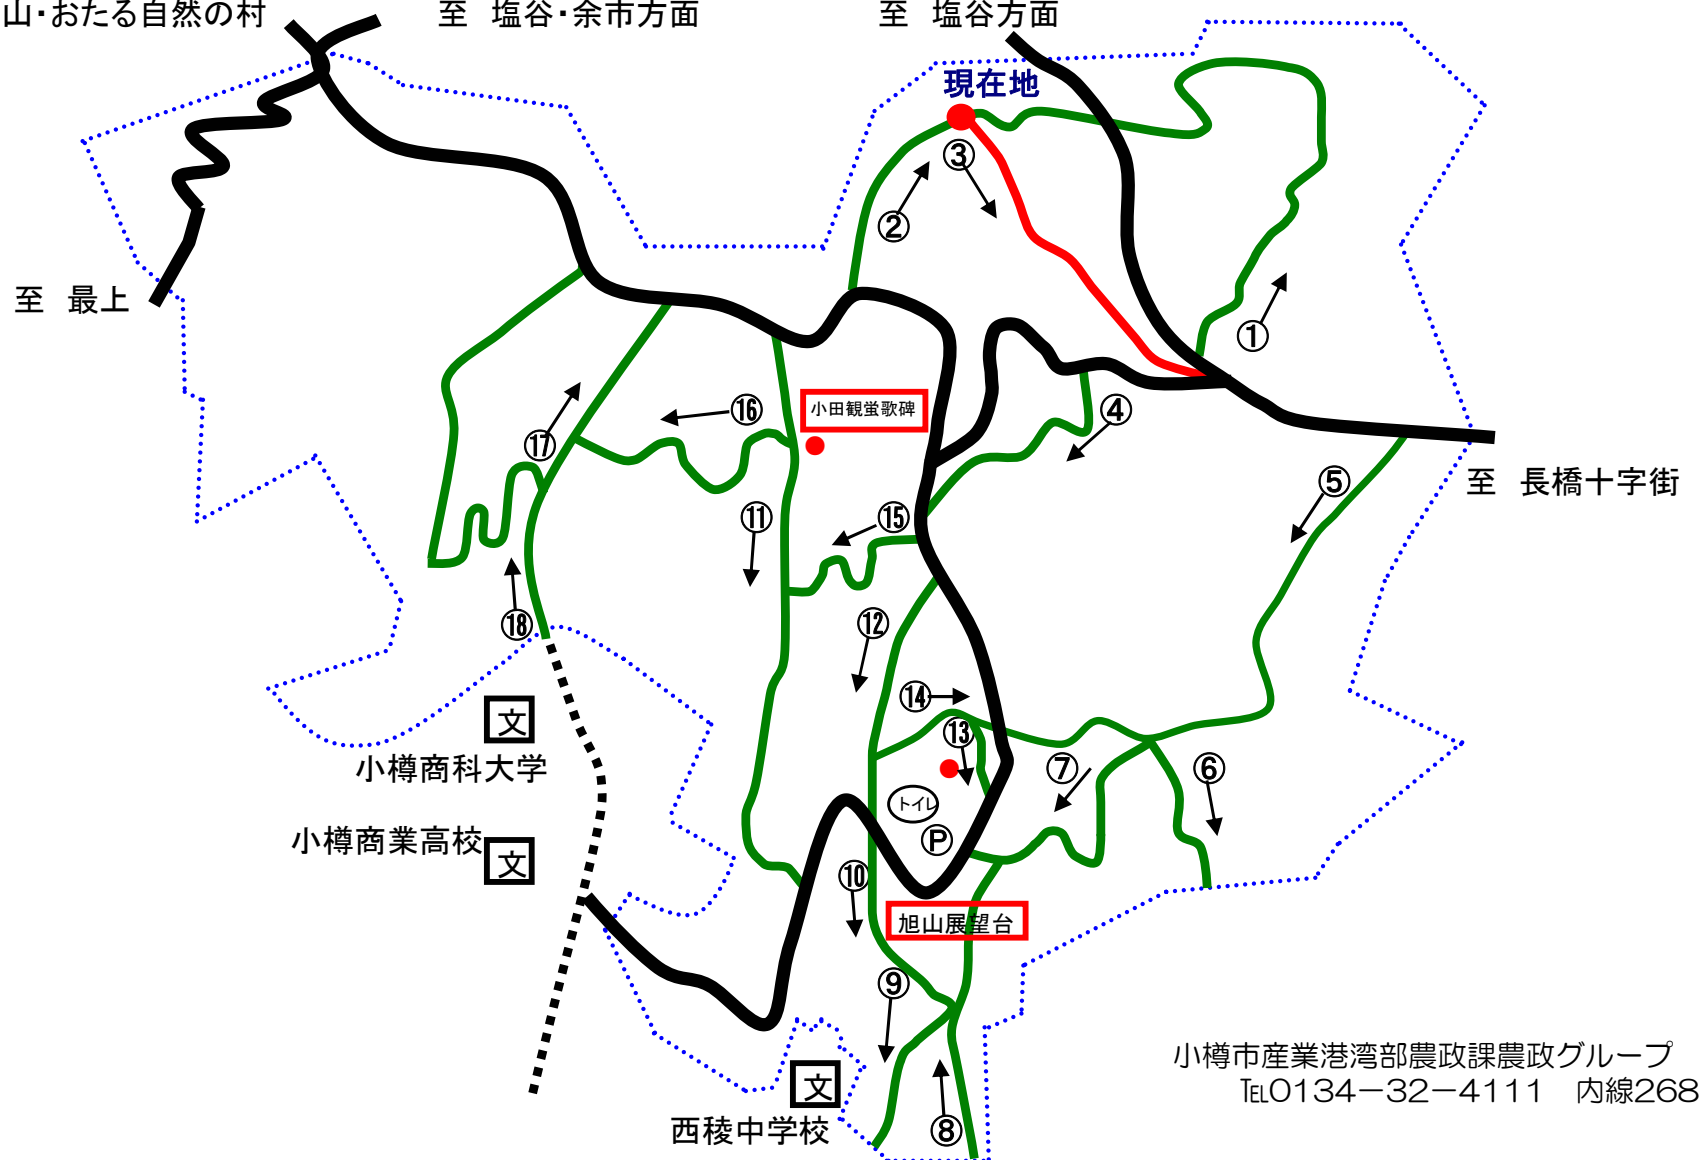 山・おたる自然の村
至　塩谷・余市方面
至　塩谷方面
現在地
③
②
至　最上
①
小田観蛍歌碑
⑯
④
⑰
至　長橋十字街
⑤
⑪
⑮
⑱
⑫
⑭
文
⑬
小樽商科大学
⑦
⑥
トイレ
小樽商業高校
文
P
⑩
旭山展望台
⑨
小樽市産業港湾部農政課農政グループ
℡0134－32－4111　内線268
文
西稜中学校
⑧